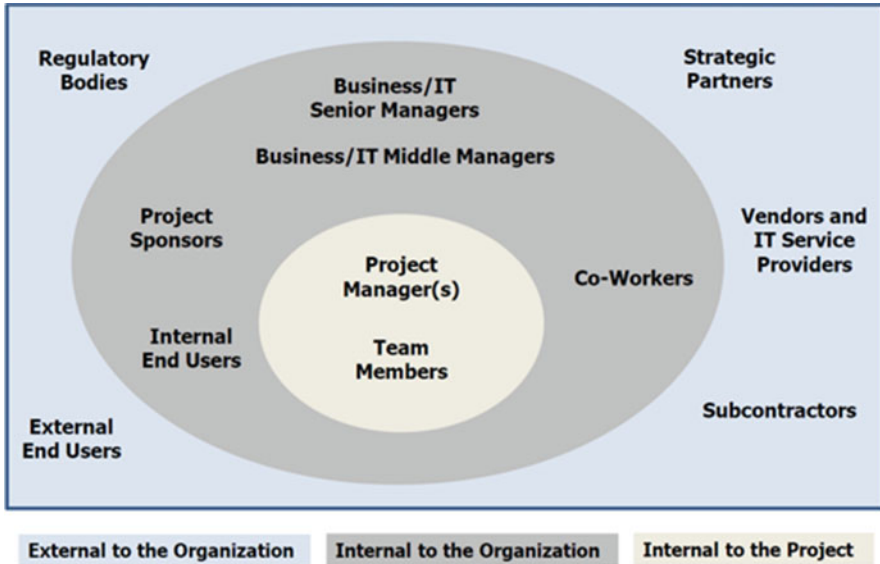 Regulatory
Bodies
Strategic
Partners
Business/IT
Senior Managers
Business/IT Middle Managers
Project
Sponsors
Vendors and
IT Service
Providers
Project
Manager(s)
Co-Workers
Internal
End Users
Team
Members
External
End Users
Subcontractors
External to the Organization
Internal to the Organization
Internal to the Project